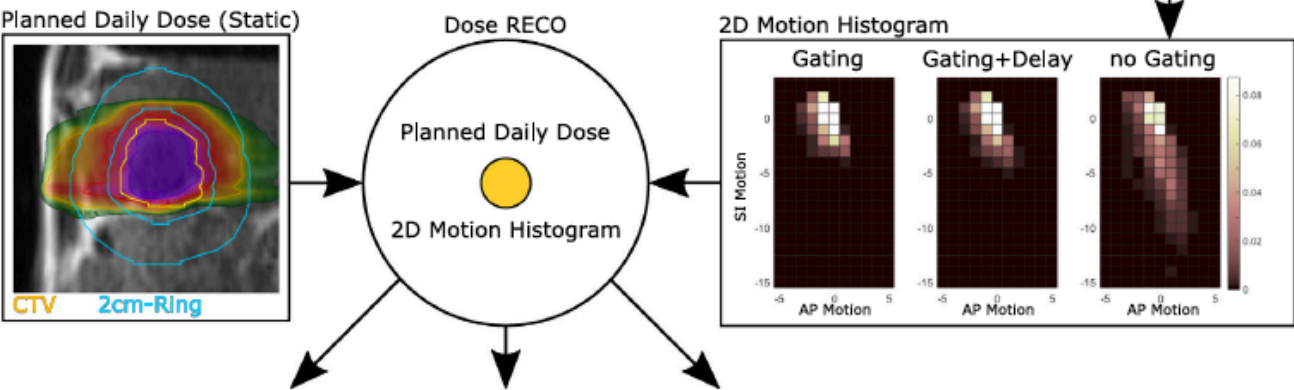 Planned Daily Dose (Static)
CTV 2cm-Ring
Dose RECO
Planned Daily Dose
2D Motion Histogram
2D Motion Histogram
Gating Gating+Delay no Gating
SI Motion
0
-5
-10
-15
-5 0 5
AP Motion
0
-5
-10
-15
-5 0 5
AP Motion
0
-5
-10
-15
-5 0 5
AP Motion
0.08
0.06
0.04
0.02
0